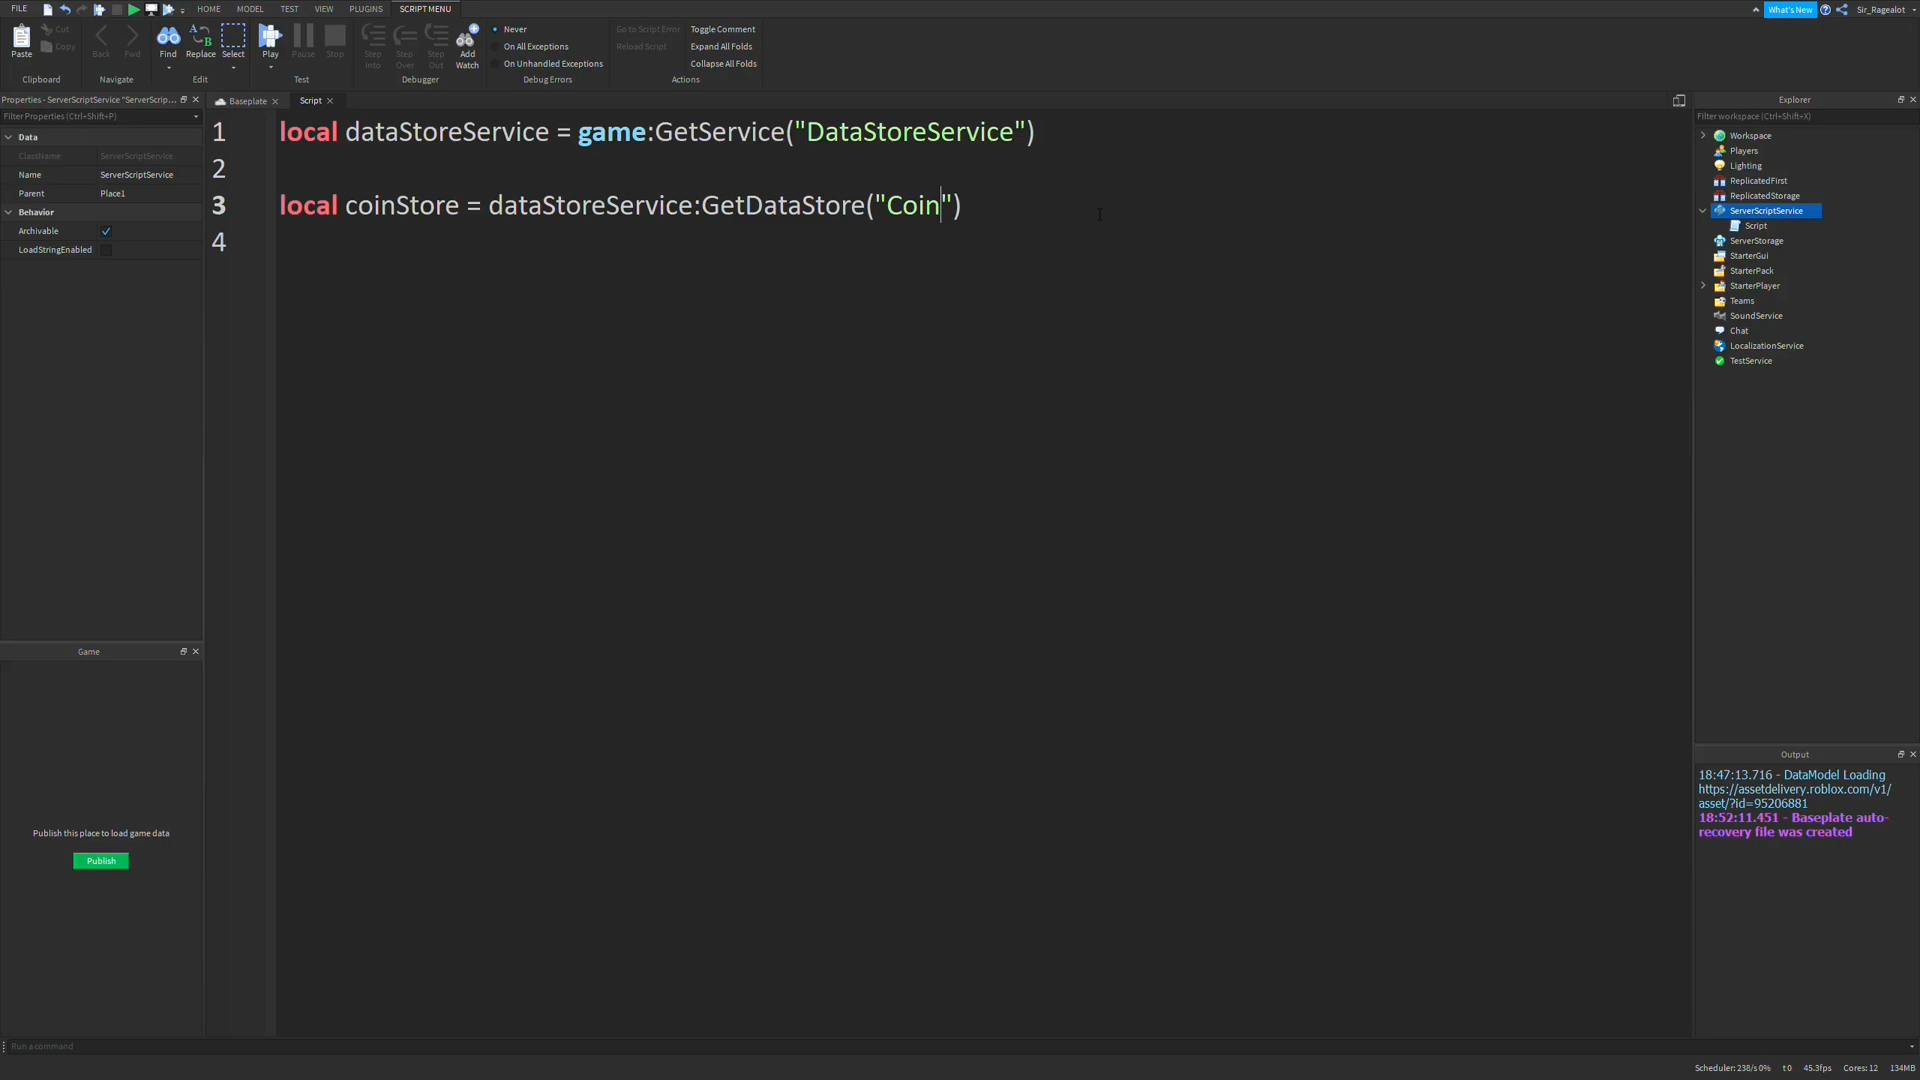 FILE HOME MODEL TEST VIEW PLUGINS SCRIPT MENU What's New Sir_Ragealot
Paste Cut Copy
Clipboard
Back Fwd
Navigate
Find Replace Select
Edit
Play Pause Stop
Test
Step Into Step Over Step Out Add Watch
Debugger
Never
On All Exceptions
On Unhandled Exceptions
Debug Errors
Go to Script Error Toggle Comment
Reload Script Expand All Folds
Collapse All Folds
Actions
Properties - ServerScriptService "ServerScrip...
Filter Properties (Ctrl+Shift+P)
Data
ClassName ServerScriptService
Name ServerScriptService
Parent Place1
Behavior
Archivable
LoadStringEnabled
Game
Publish this place to load game data
Publish
Baseplate Script
1 local dataStoreService = game:GetService("DataStoreService")
2
3 local coinStore = dataStoreService:GetDataStore("Coin")
4
Explorer
Filter workspace (Ctrl+Shift+X)
Workspace
Players
Lighting
ReplicatedFirst
ReplicatedStorage
ServerScriptService
Script
ServerStorage
StarterGui
StarterPack
StarterPlayer
Teams
SoundService
Chat
LocalizationService
TestService
Output
18:47:13.716 - DataModel Loading
https://assetdelivery.roblox.com/v1/
asset/?id=95206881
18:52:11.451 - Baseplate auto-
recovery file was created
Run a command
Scheduler: 238/s 0% t 0 45.3fps Cores: 12 134MB